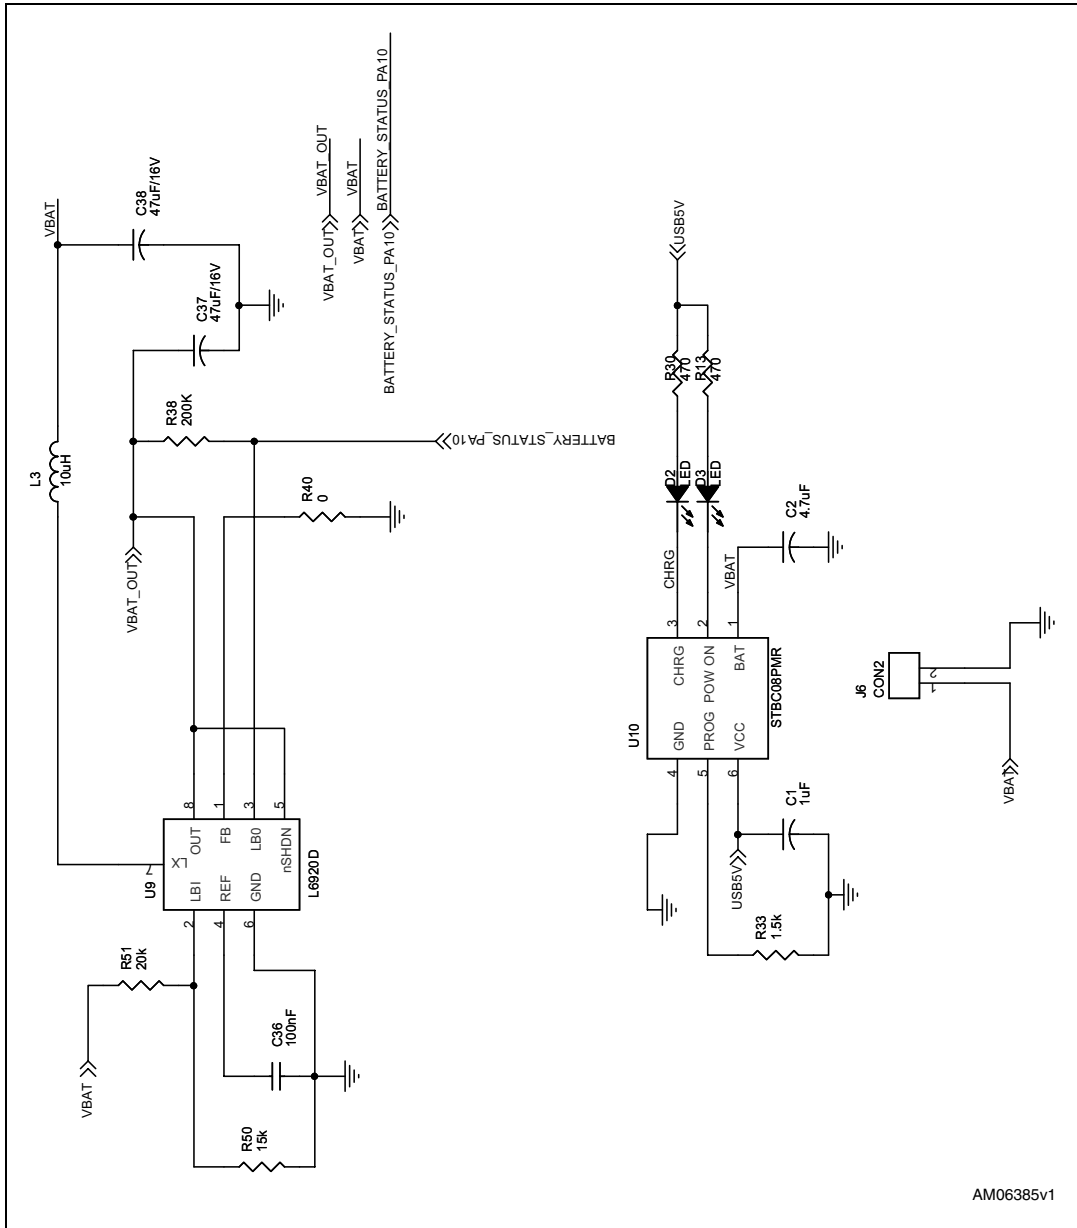 VBAT
C38
47uF/16V
C37
47uF/16V
VBAT_OUT
VBAT_OUT
VBAT
VBAT
BATTERY_STATUS_PA10
BATTERY_STATUS_PA10
R38
200K
BATTERY_STATUS_PA10
L3
10uH
R40
0
VBAT_OUT
8
1
3
5
7
LX
OUT
FB
LB0
nSHDN
LBI
REF
GND
U9
L6920D
2
4
6
R51
20k
VBAT
C36
100nF
R50
15k
USB5V
R30
470
R13
470
D2
LED
D3
LED
CHRG
VBAT
C2
4.7uF
3
2
1
CHRG
POW ON
BAT
GND
PROG
VCC
U10
STBC08PMR
4
5
6
USB5V
C1
1uF
R33
1.5k
J6
CON2
2
1
VBAT
AM06385v1